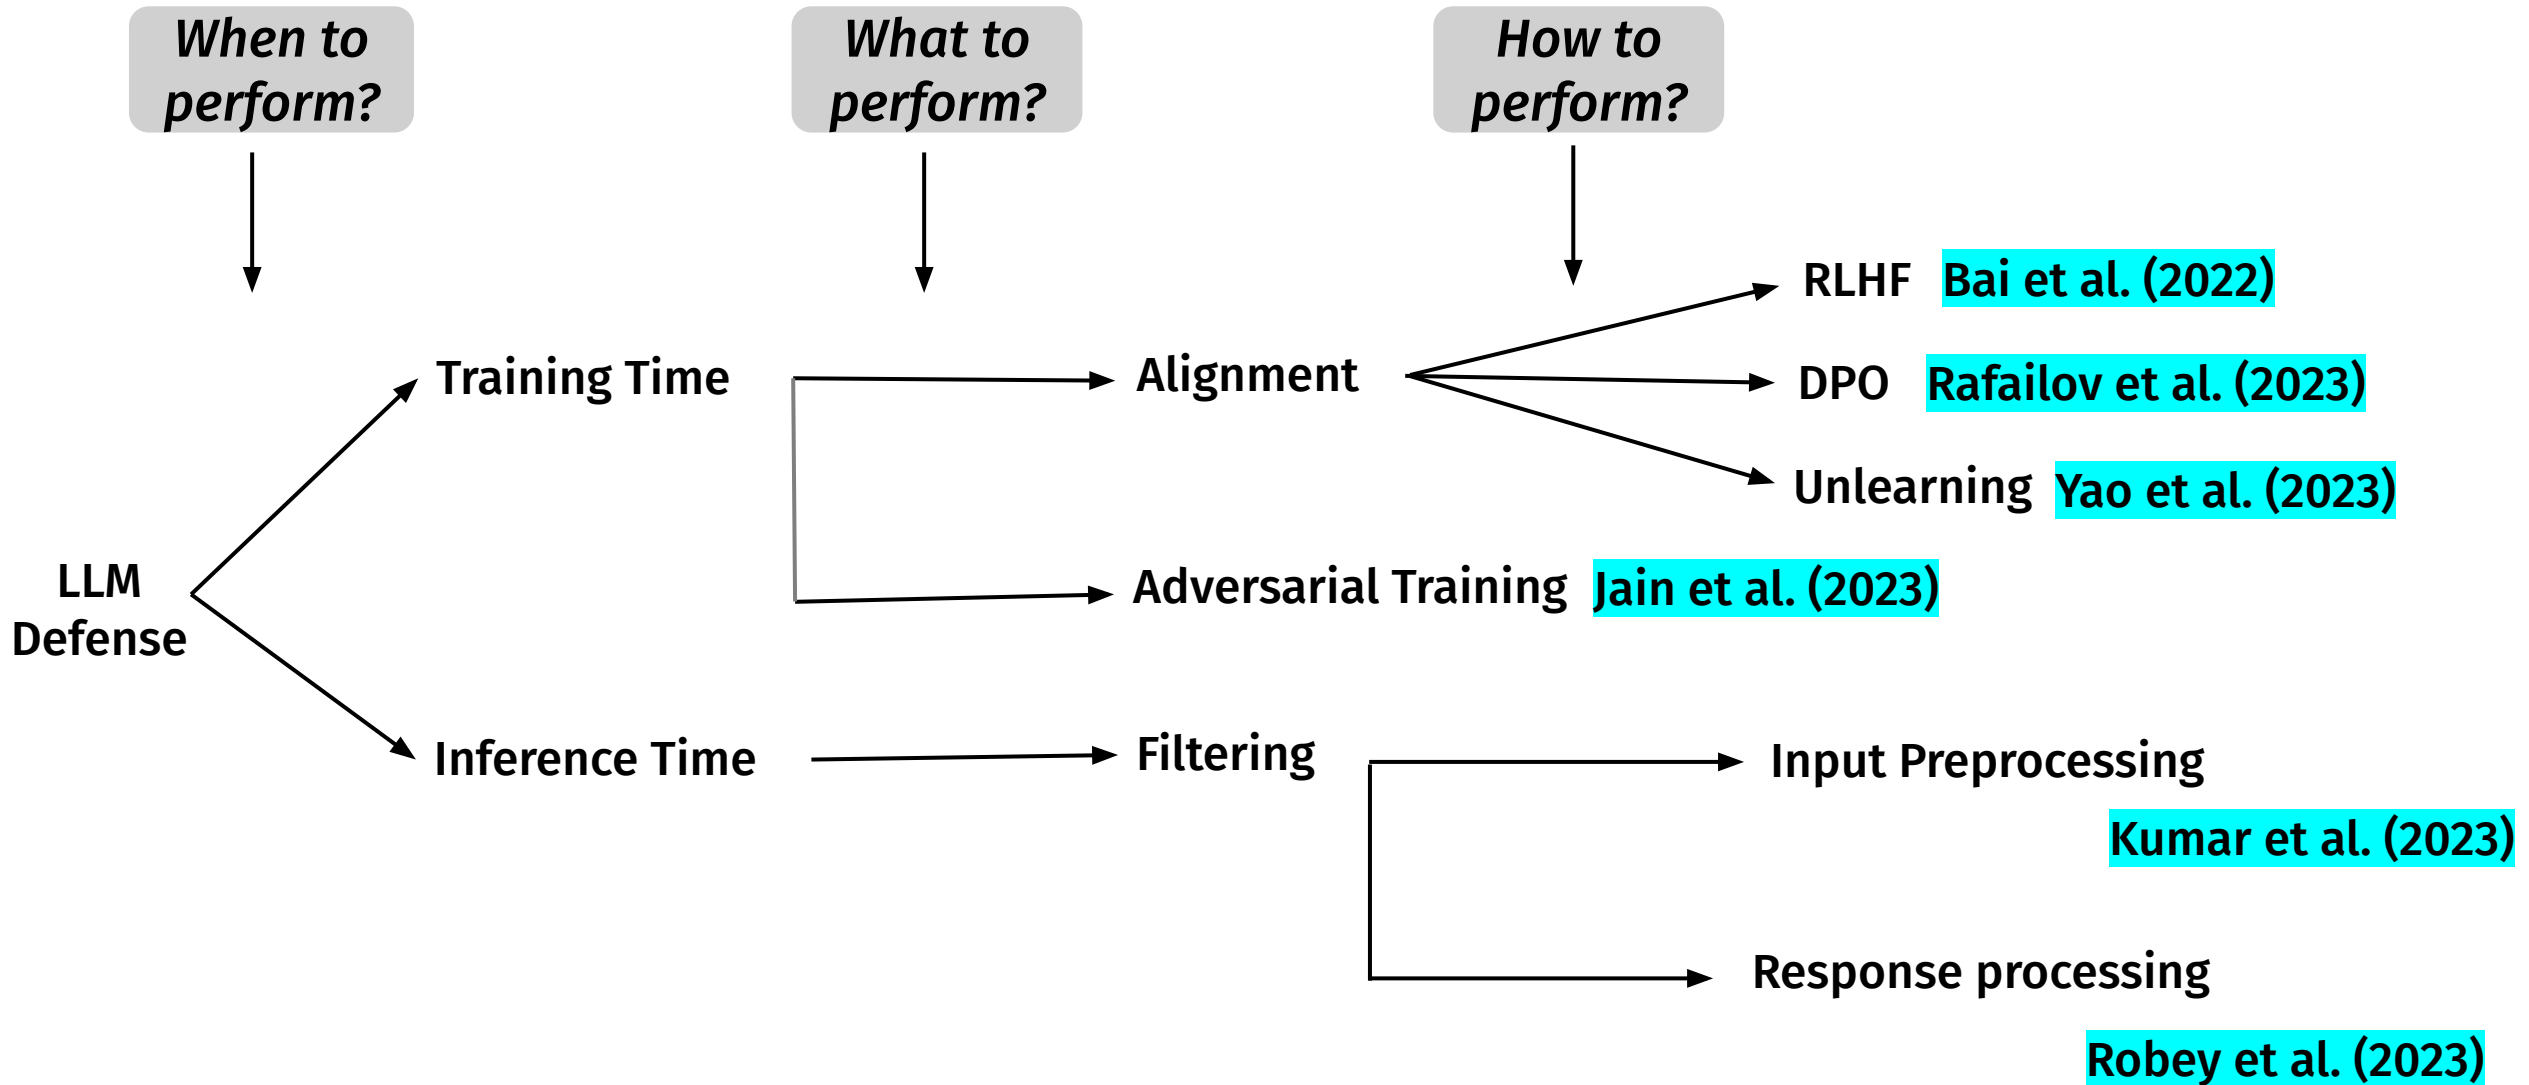 When to
perform?
What to
perform?
How to
perform?
RLHF Bai et al. (2022)
Training Time
Alignment
DPO Rafailov et al. (2023)
Unlearning Yao et al. (2023)
LLM
Defense
Adversarial Training Jain et al. (2023)
Inference Time
Filtering
Input Preprocessing
Kumar et al. (2023)
Response processing
Robey et al. (2023)